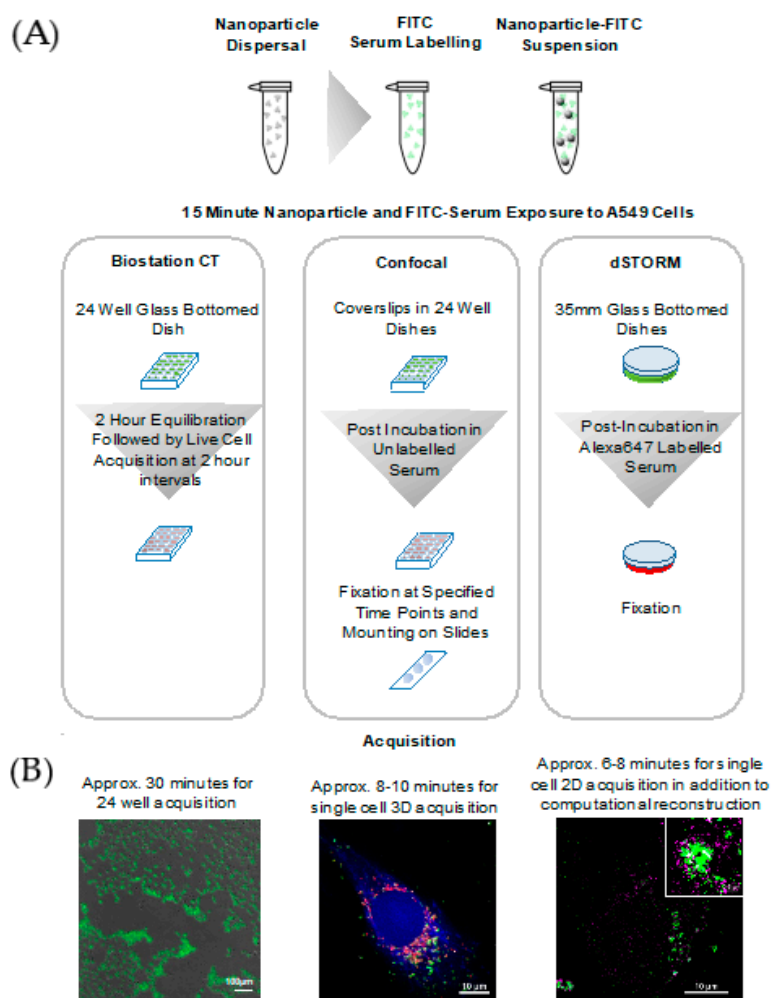 (A)
Nanoparticle
Dispersal
FITC
Serum Labelling
Nanoparticle-FITC
Suspension
15 Minute Nanoparticle and FITC-Serum Exposure to A549 Cells
Biostation CT
24 Well Glass Bottomed
Dish
2 Hour Equilibration
Followed by Live Cell
Acquisition at 2 hour
intervals
Confocal
Coverslips in 24 Well
Dishes
Post Incubation in
Unlabelled
Serum
Fixation at Specified
Time Points and
Mounting on Slides
dSTORM
35mm Glass Bottomed
Dishes
Post-Incubation in
Alexa647 Labelled
Serum
Fixation
Acquisition
(B)
Approx. 30 minutes for
24 well acquisition
Approx. 8-10 minutes for
single cell 3D acquisition
Approx. 6-8 minutes for single
cell 2D acquisition in addition to
computational reconstruction
100µm
10 µm
10 µm